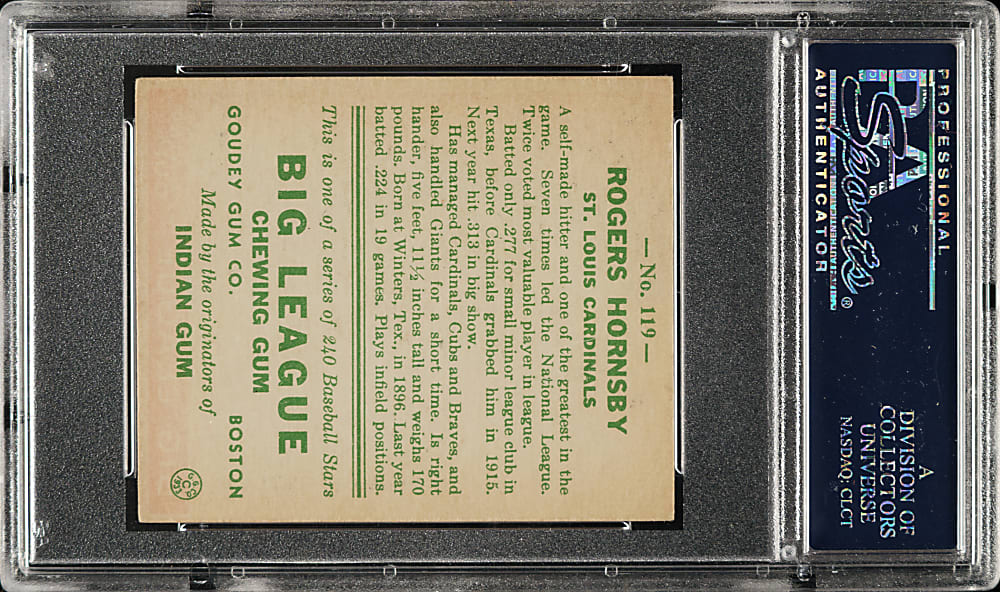 PROFESSIONAL
PSA
Sports®
AUTHENTICATOR
A
DIVISION OF
COLLECTORS
UNIVERSE
NASDAQ: CLCT
— No. 119 —
ROGERS HORNSBY
ST. LOUIS CARDINALS
A self-made hitter and one of the greatest in the
game. Seven times led the National League.
Twice voted most valuable player in league.
Batted only .277 for small minor league club in
Texas, before Cardinals grabbed him in 1915.
Next year hit .313 in big show.
Has managed Cardinals, Cubs and Braves, and
also handled Giants for a short time. Is right
hander, five feet, 11½ inches tall and weighs 170
pounds. Born at Winters, Tex., in 1896. Last year
batted .224 in 19 games. Plays infield positions.
This is one of a series of 240 Baseball Stars
BIG LEAGUE
CHEWING GUM
GOUDEY GUM CO. BOSTON
Made by the originators of
INDIAN GUM